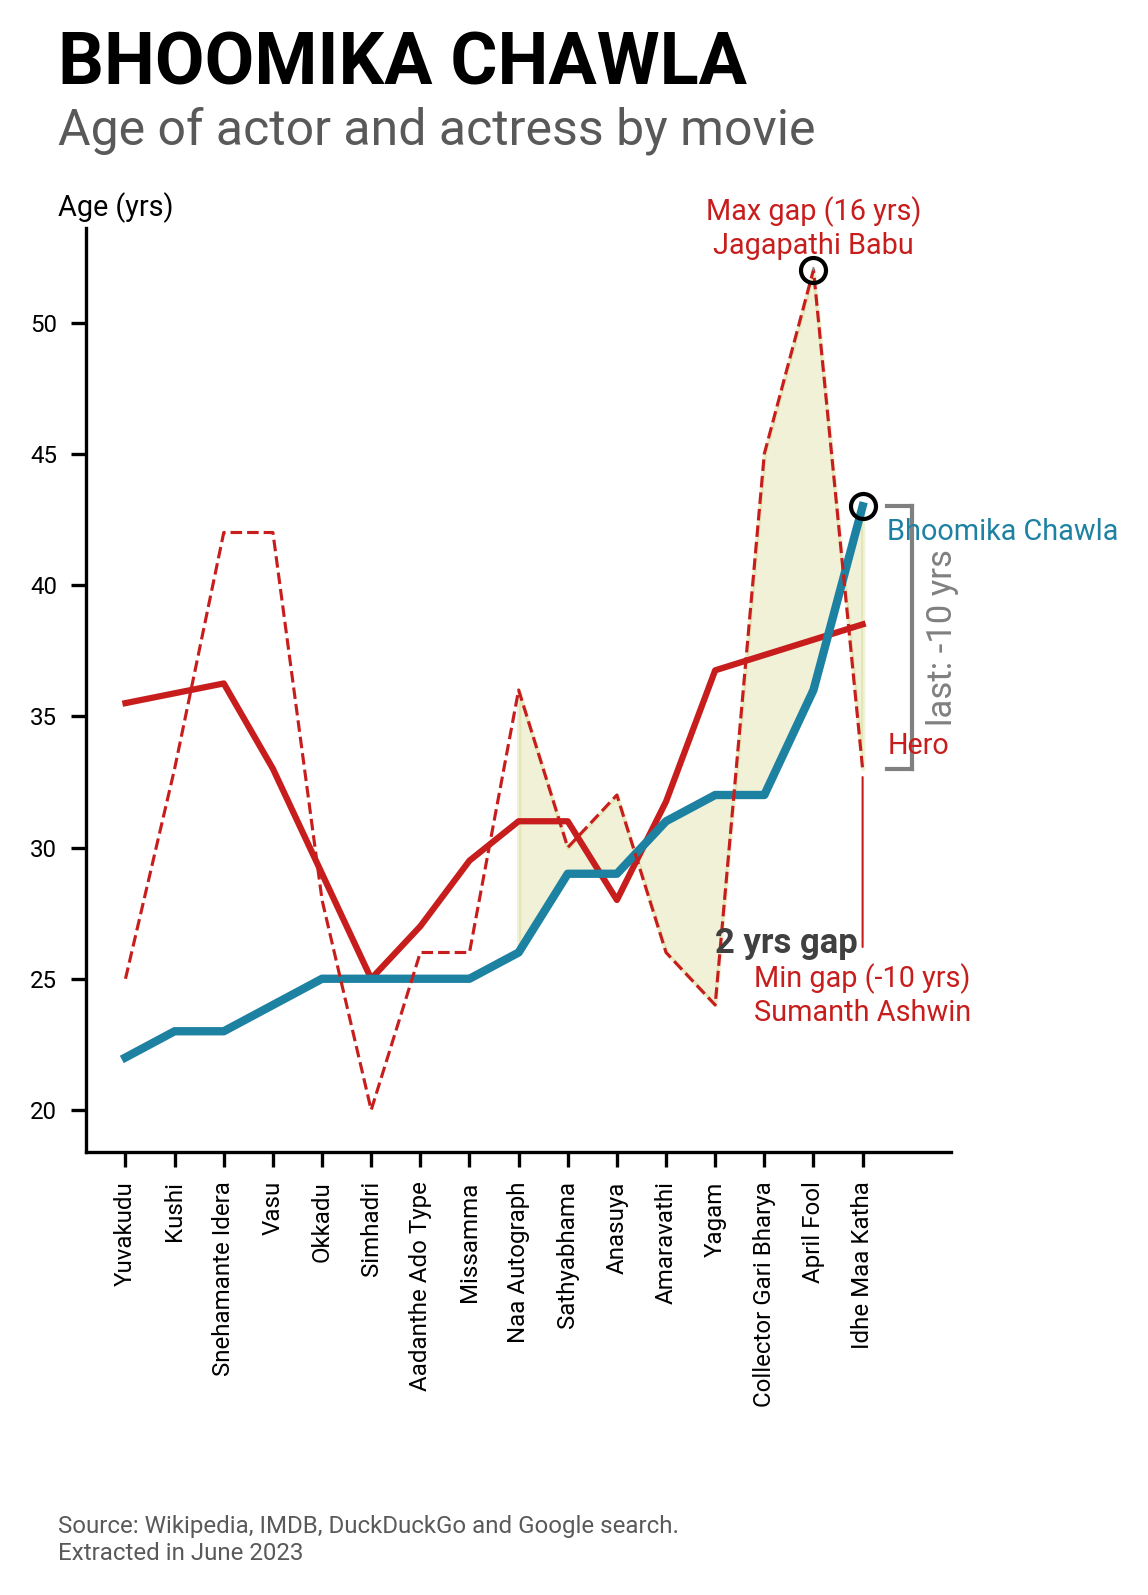 BHOOMIKA CHAWLA
Age of actor and actress by movie
Age (yrs)
Max gap (16 yrs)
Jagapathi Babu
50
45
40
35
30
25
20
Bhoomika Chawla
last: -10 yrs
Hero
2 yrs gap
Min gap (-10 yrs)
Sumanth Ashwin
Yuvakudu
Kushi
Snehamante Idera
Vasu
Okkadu
Simhadri
Aadanthe Ado Type
Missamma
Naa Autograph
Sathyabhama
Anasuya
Amaravathi
Yagam
Collector Gari Bharya
April Fool
Idhe Maa Katha
Source: Wikipedia, IMDB, DuckDuckGo and Google search.
Extracted in June 2023